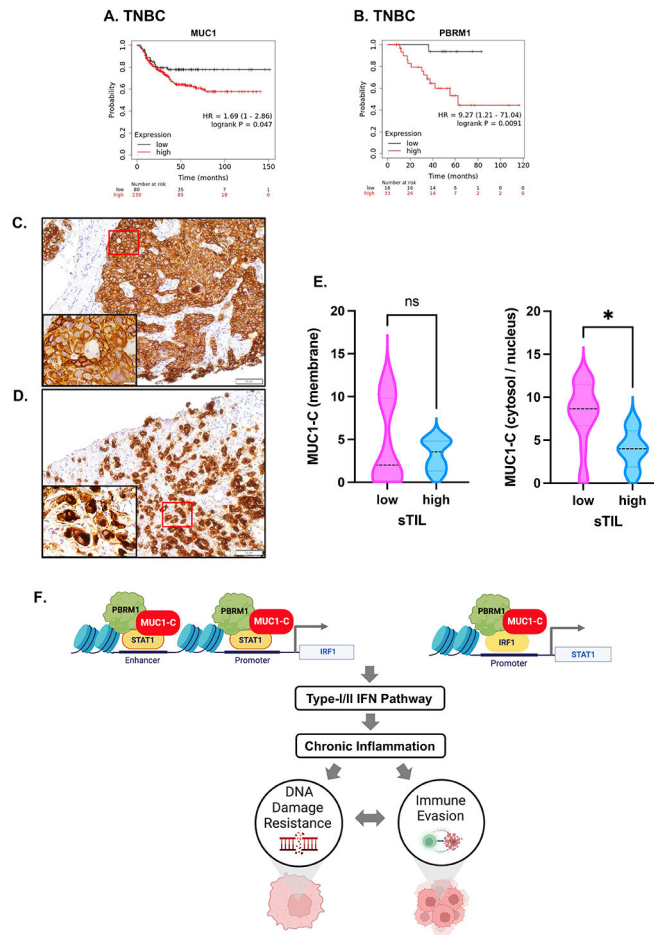 A. TNBC
MUC1
1.0
0.8
0.6
0.4
0.2
0.0
Probability
HR = 1.69 (1 - 2.86)
logrank P = 0.047
Expression
low
high
0 50 100 150
Time (months)
Number at risk
low 80 35 7 1
high 239 85 18 0
B. TNBC
PBRM1
1.0
0.8
0.6
0.4
0.2
0.0
Probability
HR = 9.27 (1.21 - 71.04)
logrank P = 0.0091
Expression
low
high
0 20 40 60 80 100 120
Time (months)
Number at risk
low 16 16 14 6 1 0 0
high 33 24 14 7 2 2 0
C.
D.
E.
MUC1-C (membrane)
20
15
10
5
0
ns
low high
sTIL
MUC1-C (cytosol / nucleus)
20
15
10
5
0
*
low high
sTIL
F.
PBRM1
MUC1-C
STAT1
Enhancer
PBRM1
MUC1-C
STAT1
Promoter
IRF1
PBRM1
MUC1-C
IRF1
Promoter
STAT1
Type-I/II IFN Pathway
Chronic Inflammation
DNA
Damage
Resistance
Immune
Evasion